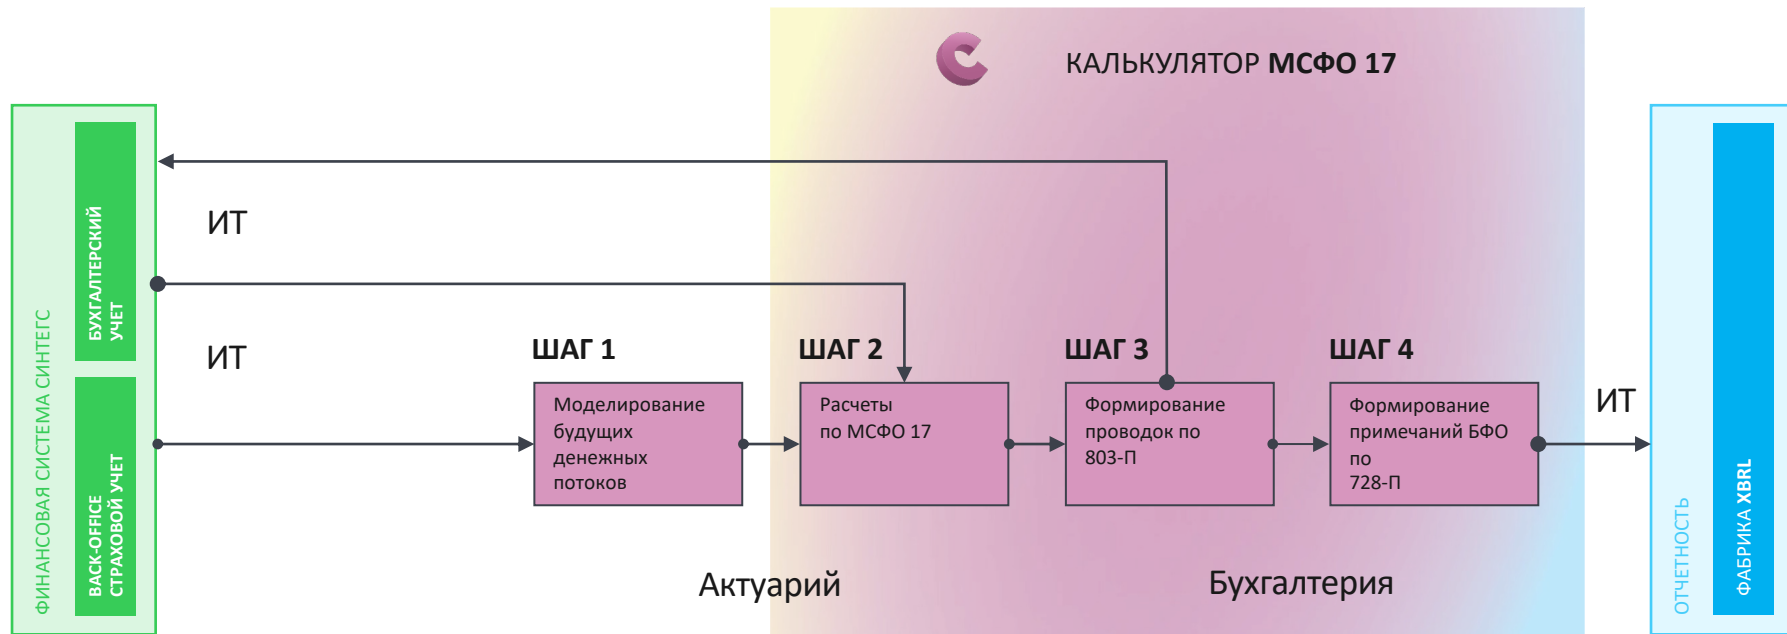 КАЛЬКУЛЯТОР МСФО 17
ФИНАНСОВАЯ СИСТЕМА СИНТЕГС
БУХГАЛТЕРСКИЙ
УЧЕТ
BACK-OFFICE
СТРАХОВОЙ УЧЕТ
ИТ
ИТ
ШАГ 1
Моделирование
будущих
денежных
потоков
ШАГ 2
Расчеты
по МСФО 17
ШАГ 3
Формирование
проводок по
803-П
ШАГ 4
Формирование
примечаний БФО
по
728-П
ИТ
Актуарий
Бухгалтерия
ОТЧЕТНОСТЬ
ФАБРИКА XBRL